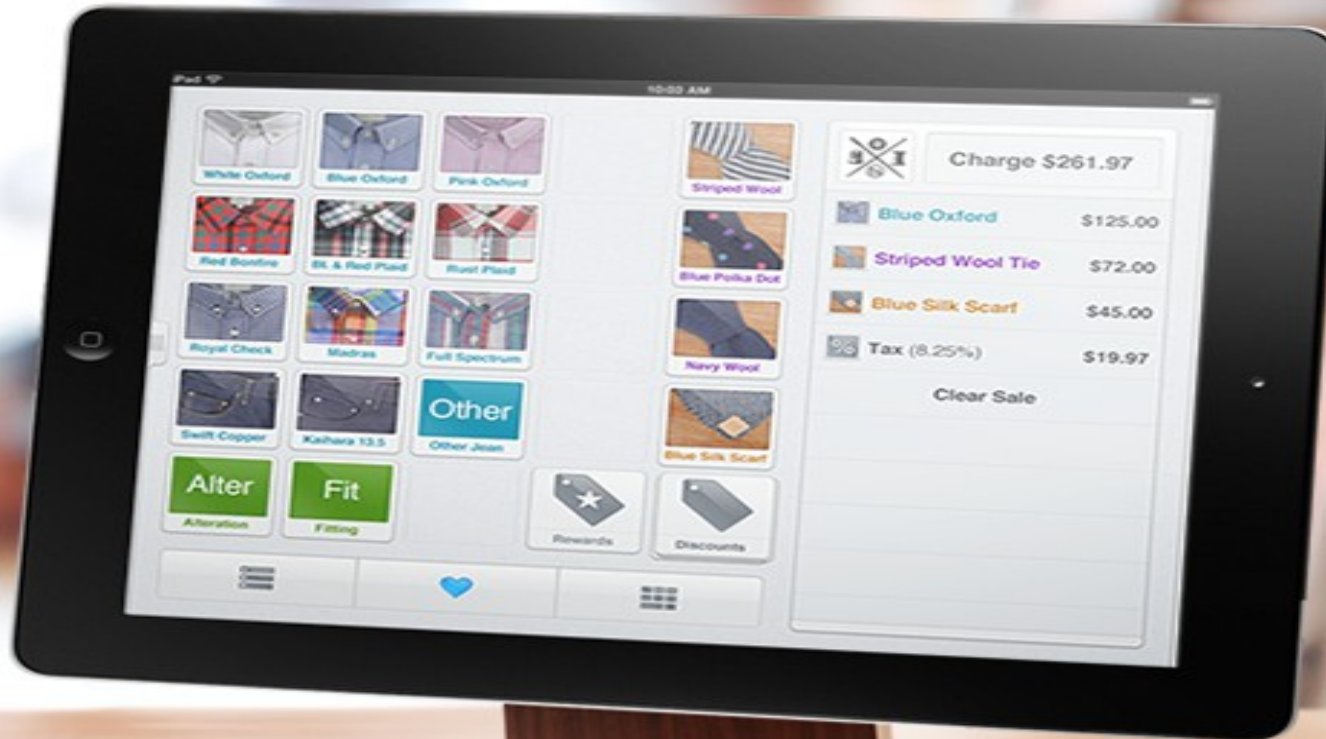 iPad
10:03 AM
White Oxford
Blue Oxford
Pink Oxford
Striped Wool
Red Bonfire
Bl. & Red Plaid
Rust Plaid
Blue Polka Dot
Royal Check
Madras
Full Spectrum
Navy Wool
Swift Copper
Kaihara 13.5
Other
Other Jean
Blue Silk Scarf
Alter
Alteration
Fit
Fitting
Rewards
Discounts
Charge $261.97
Blue Oxford $125.00
Striped Wool Tie $72.00
Blue Silk Scarf $45.00
% Tax (8.25%) $19.97
Clear Sale